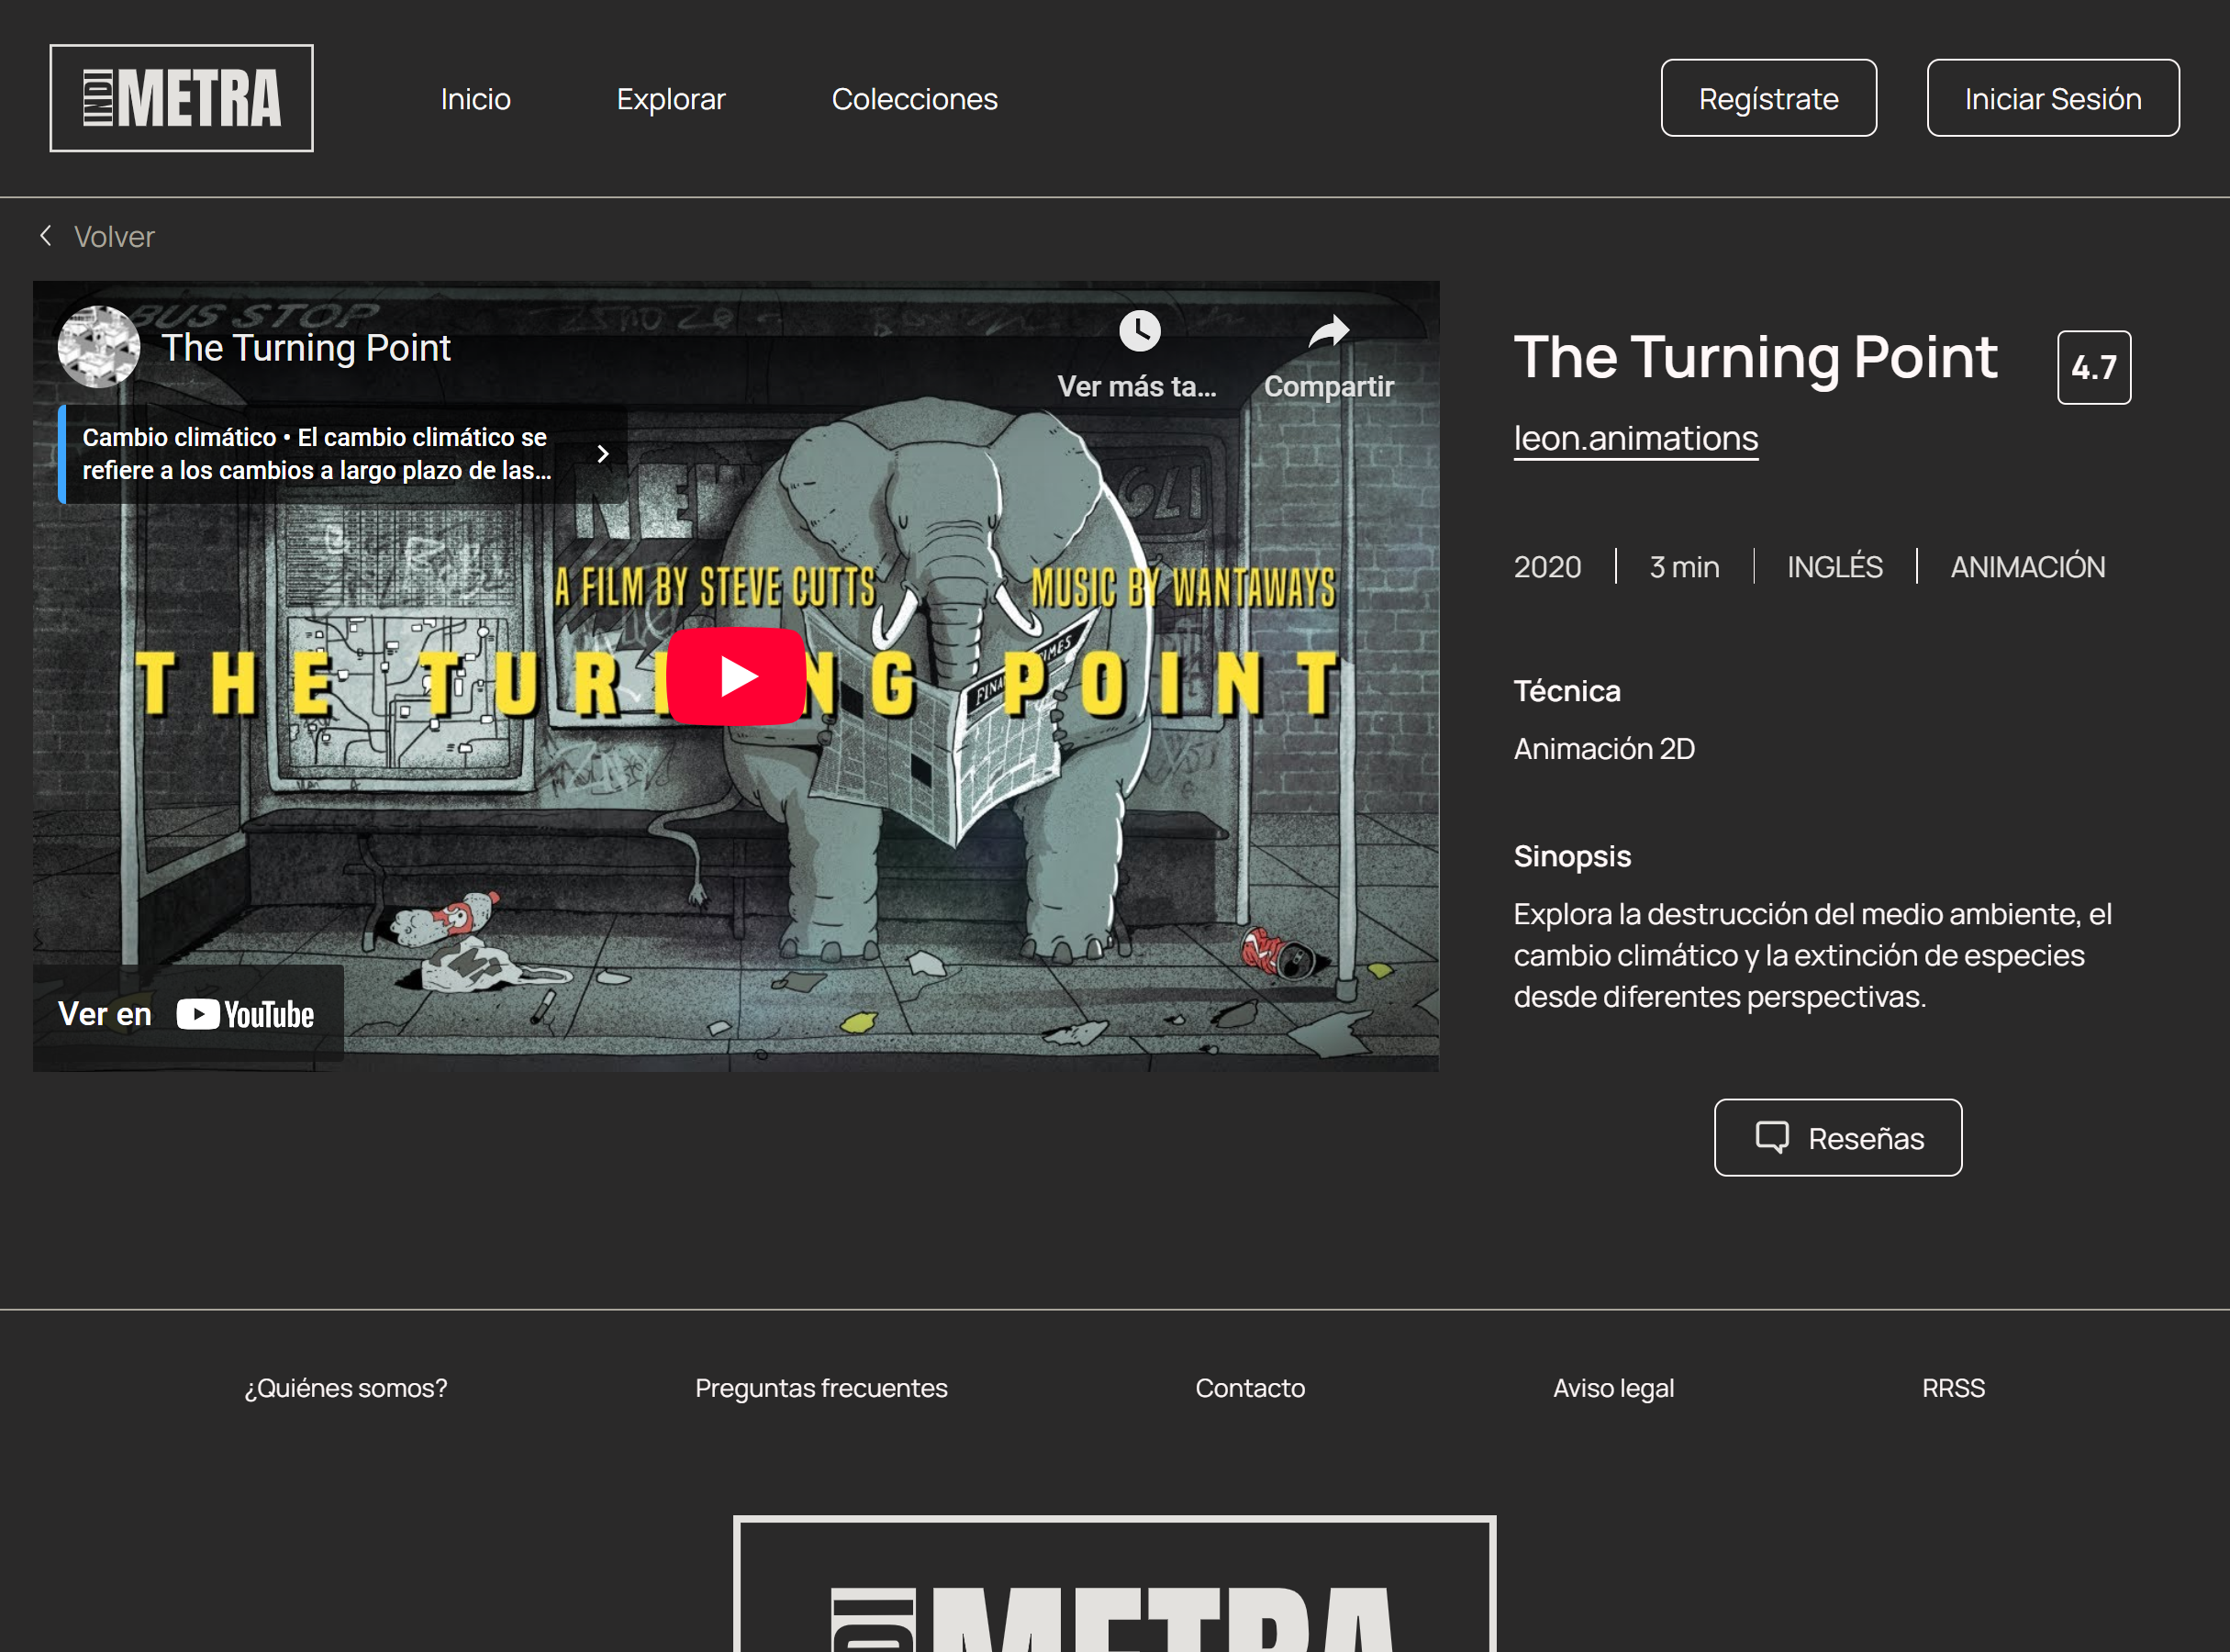 INDI METRA
Inicio
Explorar
Colecciones
Regístrate
Iniciar Sesión
Volver
BUS STOP
The Turning Point
Ver más ta...
Compartir
Cambio climático • El cambio climático se
refiere a los cambios a largo plazo de las...
A FILM BY STEVE CUTTS
MUSIC BY WANTAWAYS
THE TURNING POINT
TIMES
Ver en YouTube
The Turning Point
4.7
leon.animations
2020
3 min
INGLÉS
ANIMACIÓN
Técnica
Animación 2D
Sinopsis
Explora la destrucción del medio ambiente, el
cambio climático y la extinción de especies
desde diferentes perspectivas.
Reseñas
¿Quiénes somos?
Preguntas frecuentes
Contacto
Aviso legal
RRSS
METRA